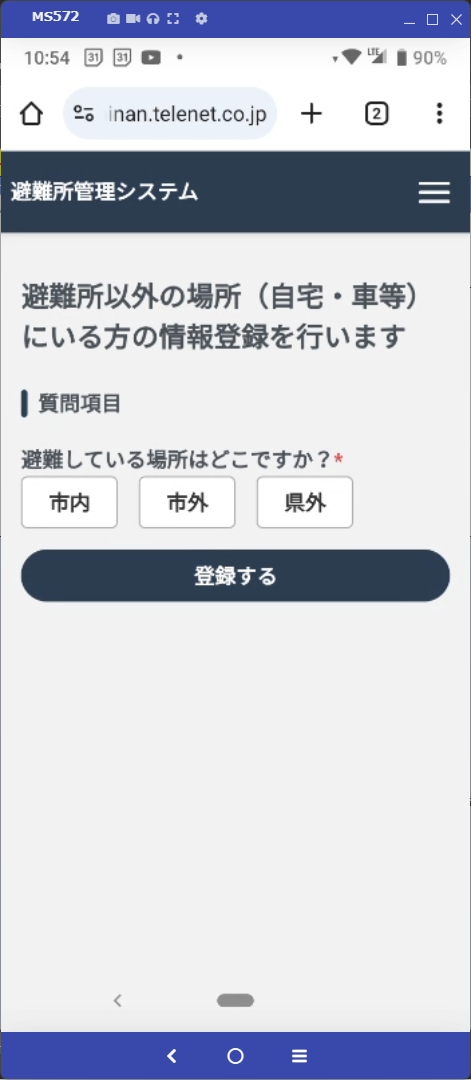 MS572
10:54 31 31 LTE 90%
inan.telenet.co.jp 2
避難所管理システム
避難所以外の場所（自宅・車等）
にいる方の情報登録を行います
質問項目
避難している場所はどこですか？*
市内 市外 県外
登録する